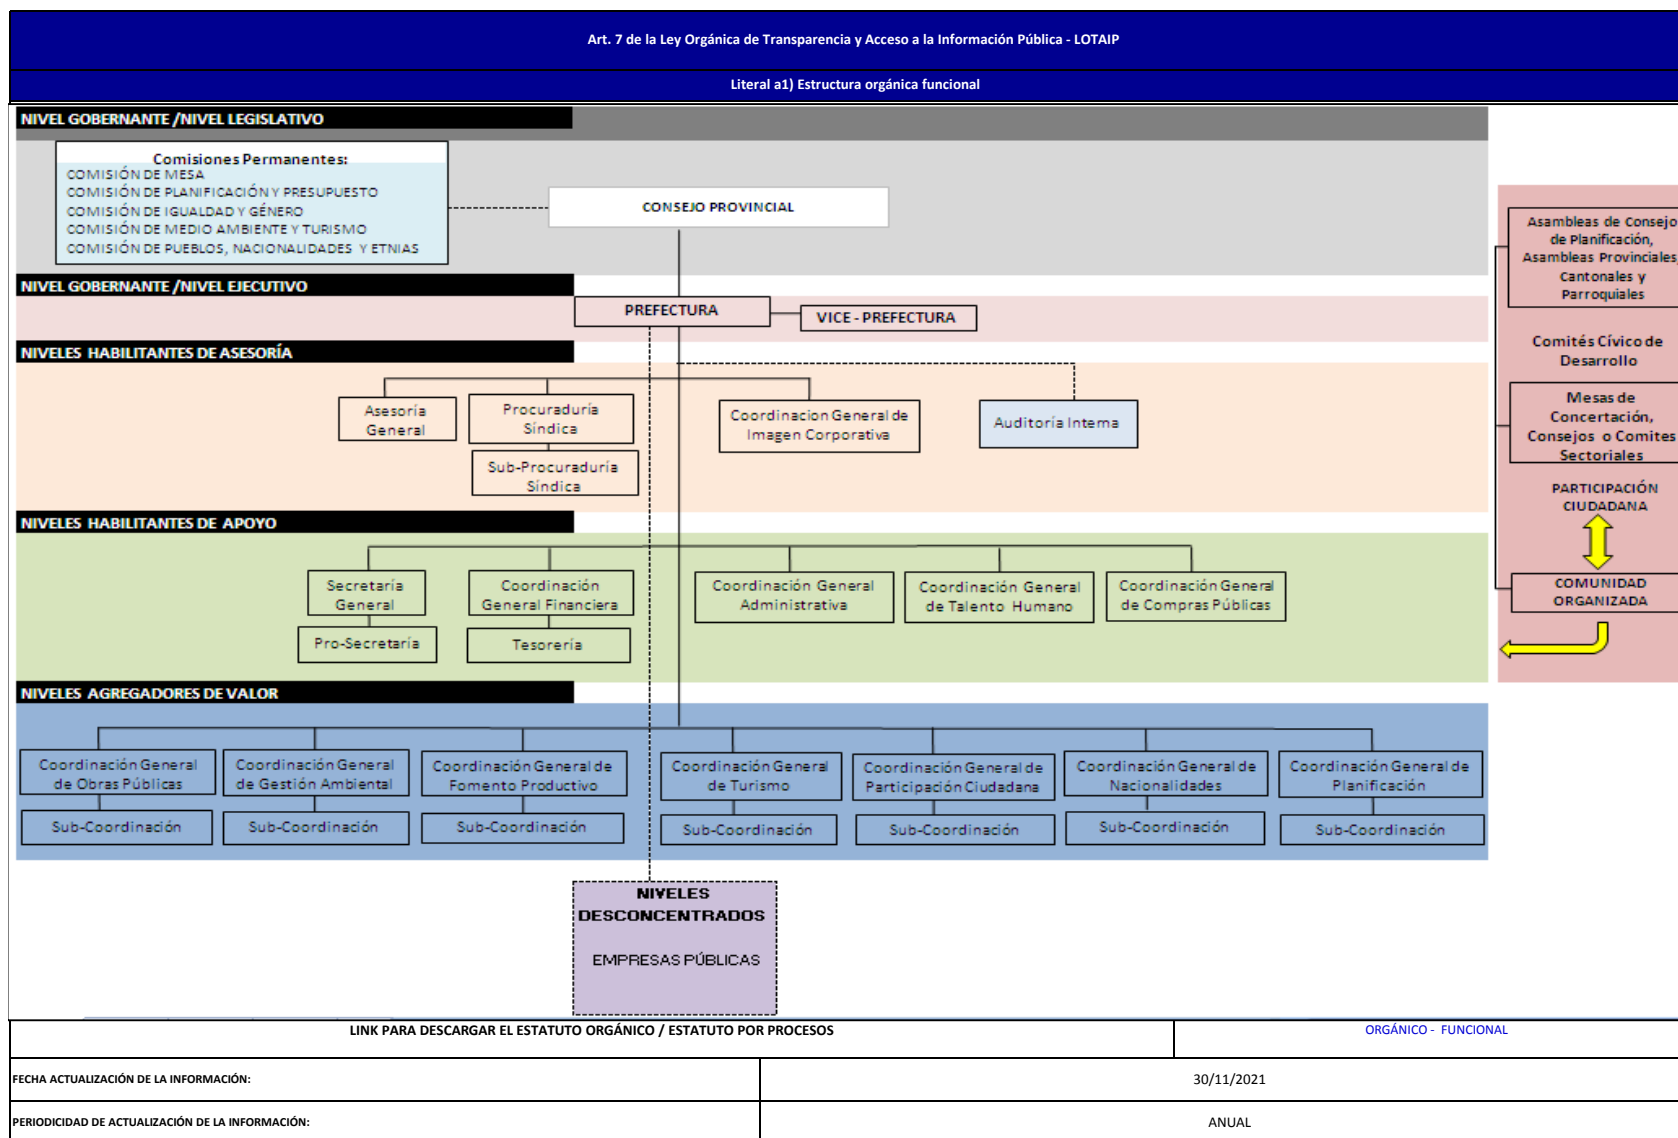 Art. 7 de la Ley Orgánica de Transparencia y Acceso a la Información Pública - LOTAIP
Literal a1) Estructura orgánica funcional
NIVEL GOBERNANTE /NIVEL LEGISLATIVO
Comisiones Permanentes:
COMISIÓN DE MESA
COMISIÓN DE PLANIFICACIÓN Y PRESUPUESTO
COMISIÓN DE IGUALDAD Y GÉNERO
COMISIÓN DE MEDIO AMBIENTE Y TURISMO
COMISIÓN DE PUEBLOS, NACIONALIDADES Y ETNIAS
CONSEJO PROVINCIAL
NIVEL GOBERNANTE /NIVEL EJECUTIVO
PREFECTURA
VICE - PREFECTURA
NIVELES HABILITANTES DE ASESORÍA
Asesoría
General
Procuraduría
Síndica
Sub-Procuraduría
Síndica
Coordinacion General de
Imagen Corporativa
Auditoría Interna
NIVELES HABILITANTES DE APOYO
Secretaría
General
Pro-Secretaría
Coordinación
General Financiera
Tesorería
Coordinación General
Administrativa
Coordinación General
de Talento Humano
Coordinación General
de Compras Públicas
NIVELES AGREGADORES DE VALOR
Coordinación General
de Obras Públicas
Sub-Coordinación
Coordinación General
de Gestión Ambiental
Sub-Coordinación
Coordinación General de
Fomento Productivo
Sub-Coordinación
Coordinación General
de Turismo
Sub-Coordinación
Coordinación General de
Participación Ciudadana
Sub-Coordinación
Coordinación General de
Nacionalidades
Sub-Coordinación
Coordinación General de
Planificación
Sub-Coordinación
NIVELES
DESCONCENTRADOS
EMPRESAS PÚBLICAS
Asambleas de Consejo
de Planificación,
Asambleas Provinciales,
Cantonales y
Parroquiales
Comités Cívico de
Desarrollo
Mesas de
Concertación,
Consejos o Comites
Sectoriales
PARTICIPACIÓN
CIUDADANA
COMUNIDAD
ORGANIZADA
LINK PARA DESCARGAR EL ESTATUTO ORGÁNICO / ESTATUTO POR PROCESOS
ORGÁNICO - FUNCIONAL
FECHA ACTUALIZACIÓN DE LA INFORMACIÓN:
30/11/2021
PERIODICIDAD DE ACTUALIZACIÓN DE LA INFORMACIÓN:
ANUAL